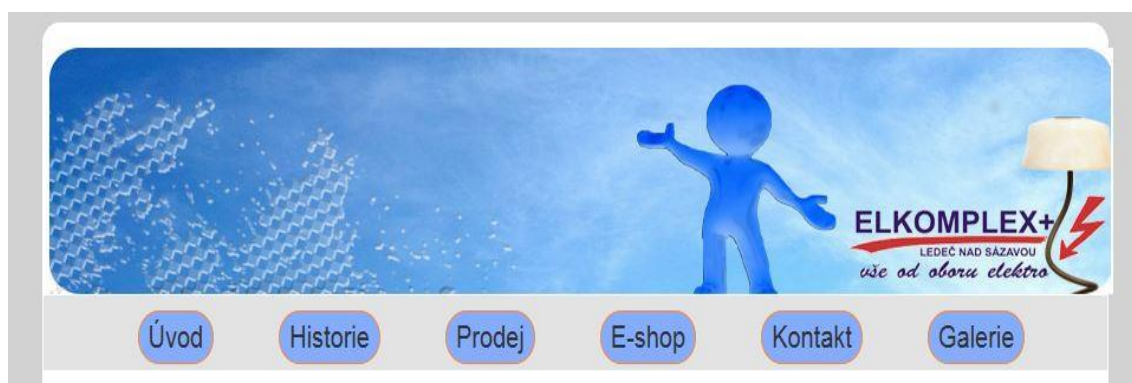 ELKOMPLEX+
LEDEČ NAD SÁZAVOU
vše od oboru elektro
Úvod Historie Prodej E-shop Kontakt Galerie